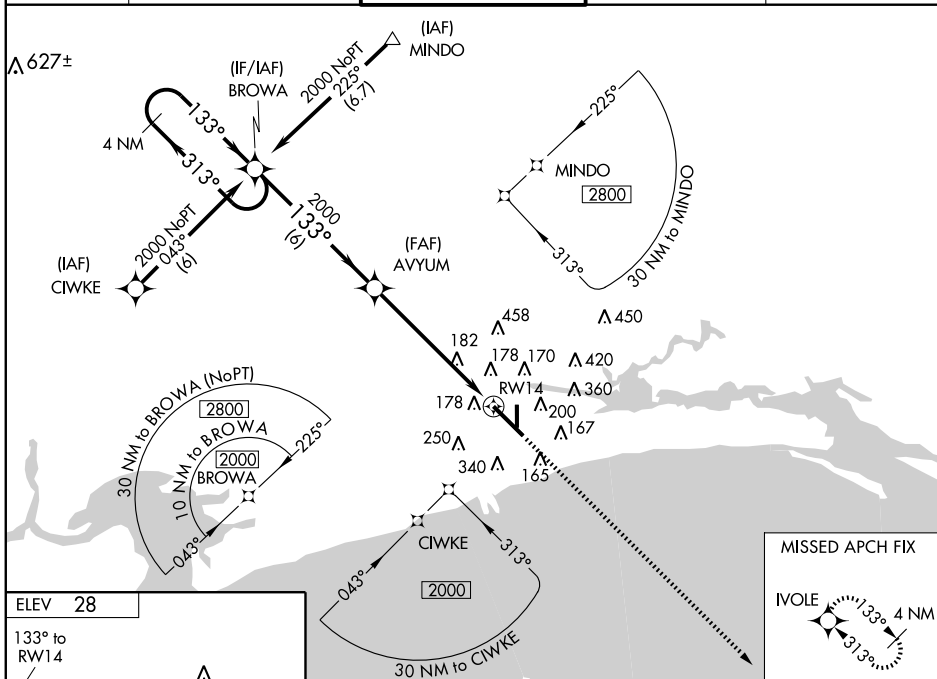 627±
(IAF)
MINDO
(IF/IAF)
BROWA
2000 NoPT
225°
(6.7)
4 NM
133°
313°
2000 NoPT
043°
(6)
(IAF)
CIWKE
2000
133°
(6)
(FAF)
AVYUM
225°
MINDO
2800
313°
30 NM to MINDO
458
450
182
178
170
420
360
RW14
178
200
167
250
340
165
30 NM to BROWA (NoPT)
2800
10 NM to BROWA
2000
BROWA
225°
043°
CIWKE
043°
313°
2000
30 NM to CIWKE
MISSED APCH FIX
IVOLE
133°
4 NM
313°
ELEV 28
133° to
RW14